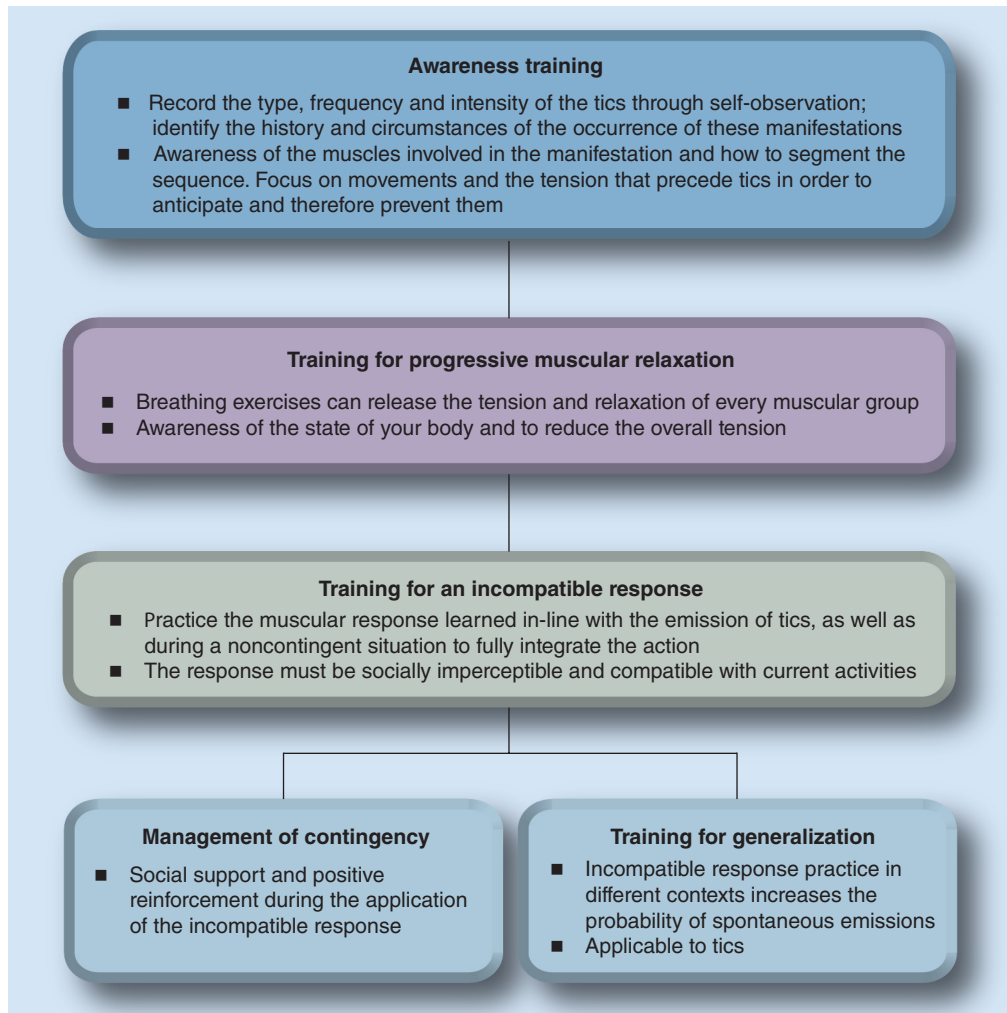 Awareness training
■ Record the type, frequency and intensity of the tics through self-observation;
identify the history and circumstances of the occurrence of these manifestations
■ Awareness of the muscles involved in the manifestation and how to segment the
sequence. Focus on movements and the tension that precede tics in order to
anticipate and therefore prevent them
Training for progressive muscular relaxation
■ Breathing exercises can release the tension and relaxation of every muscular group
■ Awareness of the state of your body and to reduce the overall tension
Training for an incompatible response
■ Practice the muscular response learned in-line with the emission of tics, as well as
during a noncontingent situation to fully integrate the action
■ The response must be socially imperceptible and compatible with current activities
Management of contingency
■ Social support and positive
reinforcement during the application
of the incompatible response
Training for generalization
■ Incompatible response practice in
different contexts increases the
probability of spontaneous emissions
■ Applicable to tics